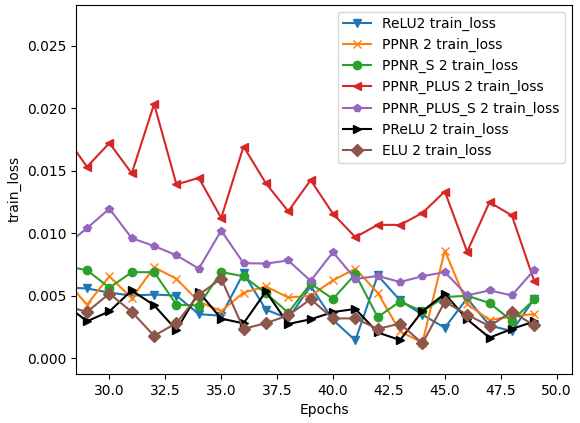 ReLU2 train_loss
PPNR 2 train_loss
PPNR_S 2 train_loss
PPNR_PLUS 2 train_loss
PPNR_PLUS_S 2 train_loss
PReLU 2 train_loss
ELU 2 train_loss
0.025
0.020
0.015
0.010
0.005
0.000
train_loss
30.0 32.5 35.0 37.5 40.0 42.5 45.0 47.5 50.0
Epochs